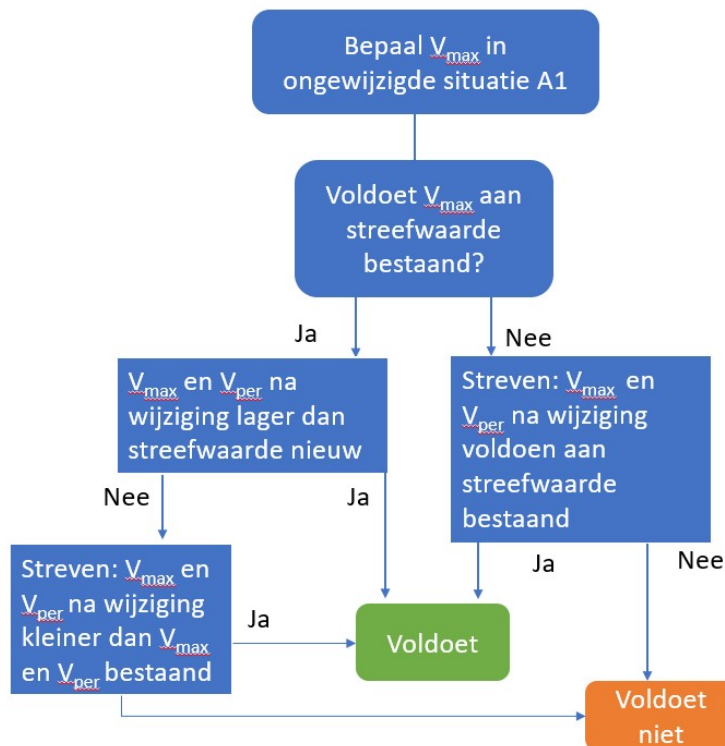 Bepaal Vmax in
ongewijzigde situatie A1
Voldoet Vmax aan
streefwaarde
bestaand?
Ja
Nee
Vmax en Vper na
wijziging lager dan
streefwaarde nieuw
Streven: Vmax en
Vper na wijziging
voldoen aan
streefwaarde
bestaand
Nee
Ja
Ja
Nee
Streven: Vmax en
Vper na wijziging
kleiner dan Vmax
en Vper bestaand
Ja
Voldoet
Voldoet
niet